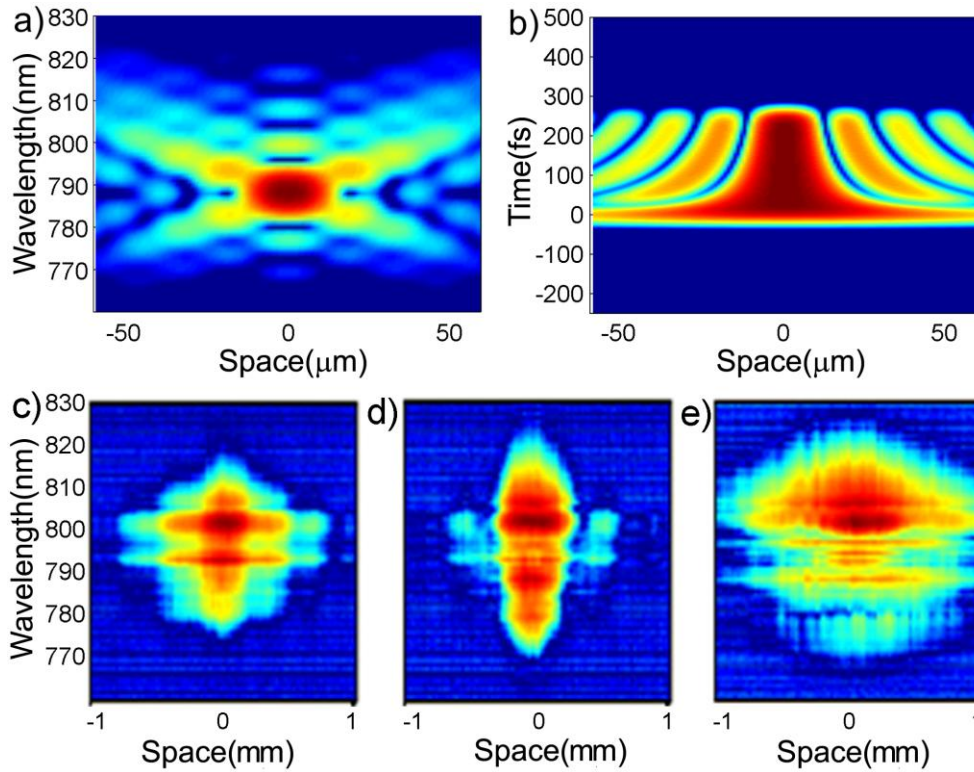 a)
830
820
810
800
790
780
770
Wavelength(nm)
-50
0
50
Space(μm)
b)
500
400
300
200
100
0
-100
-200
Time(fs)
-50
0
50
Space(μm)
c)
830
820
810
800
790
780
770
Wavelength(nm)
-1
0
1
Space(mm)
d)
-1
0
1
Space(mm)
e)
-1
0
1
Space(mm)